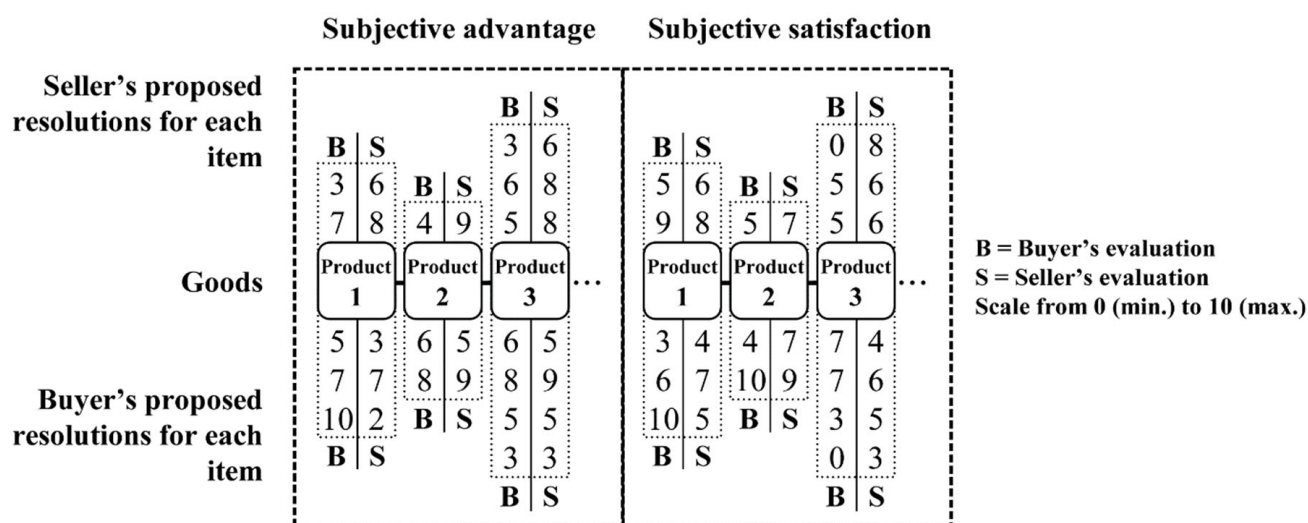 Subjective advantage Subjective satisfaction
Seller’s proposed
resolutions for each
item
B S B S
3 6 0 8
B S B S
3 6 B S 6 8 5 6 B S 5 6
7 8 4 9 5 8 9 8 5 7 5 6
Goods
Product 1 Product 2 Product 3 ... Product 1 Product 2 Product 3 ...
B = Buyer’s evaluation
S = Seller’s evaluation
Scale from 0 (min.) to 10 (max.)
5 3 6 5 6 5 3 4 4 7 7 4
7 7 8 9 8 9 6 7 10 9 7 6
Buyer’s proposed
resolutions for each
item
10 2 B S 5 5 10 5 B S 3 5
B S 3 3 B S 0 3
B S B S